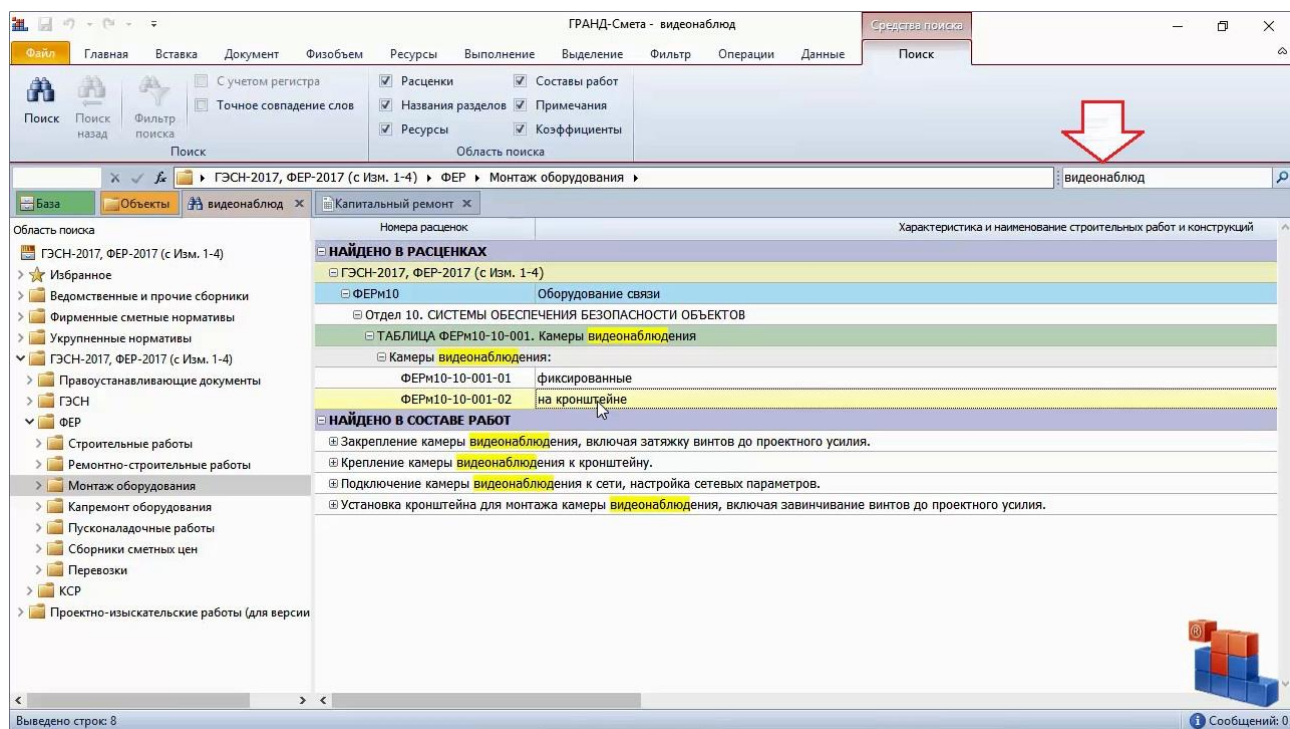 ГРАНД-Смета - видеонаблюд
Средства поиска
Файл Главная Вставка Документ Физобъем Ресурсы Выполнение Выделение Фильтр Операции Данные Поиск
С учетом регистра
Точное совпадение слов
Поиск
Поиск назад
Фильтр поиска
Поиск
Расценки
Составы работ
Названия разделов
Примечания
Ресурсы
Коэффициенты
Область поиска
fx ГЭСН-2017, ФЕР-2017 (с Изм. 1-4) ФЕР Монтаж оборудования
видеонаблюд
База Объекты видеонаблюд Капитальный ремонт
Область поиска
ГЭСН-2017, ФЕР-2017 (с Изм. 1-4)
Избранное
Ведомственные и прочие сборники
Фирменные сметные нормативы
Укрупненные нормативы
ГЭСН-2017, ФЕР-2017 (с Изм. 1-4)
Правоустанавливающие документы
ГЭСН
ФЕР
Строительные работы
Ремонтно-строительные работы
Монтаж оборудования
Капремонт оборудования
Пусконаладочные работы
Сборники сметных цен
Перевозки
КСР
Проектно-изыскательские работы (для версии
Номера расценок Характеристика и наименование строительных работ и конструкций
НАЙДЕНО В РАСЦЕНКАХ
ГЭСН-2017, ФЕР-2017 (с Изм. 1-4)
ФЕРм10 Оборудование связи
Отдел 10. СИСТЕМЫ ОБЕСПЕЧЕНИЯ БЕЗОПАСНОСТИ ОБЪЕКТОВ
ТАБЛИЦА ФЕРм10-10-001. Камеры видеонаблюдения
Камеры видеонаблюдения:
ФЕРм10-10-001-01 фиксированные
ФЕРм10-10-001-02 на кронштейне
НАЙДЕНО В СОСТАВЕ РАБОТ
Закрепление камеры видеонаблюдения, включая затяжку винтов до проектного усилия.
Крепление камеры видеонаблюдения к кронштейну.
Подключение камеры видеонаблюдения к сети, настройка сетевых параметров.
Установка кронштейна для монтажа камеры видеонаблюдения, включая завинчивание винтов до проектного усилия.
®
Выведено строк: 8
Сообщений: 0